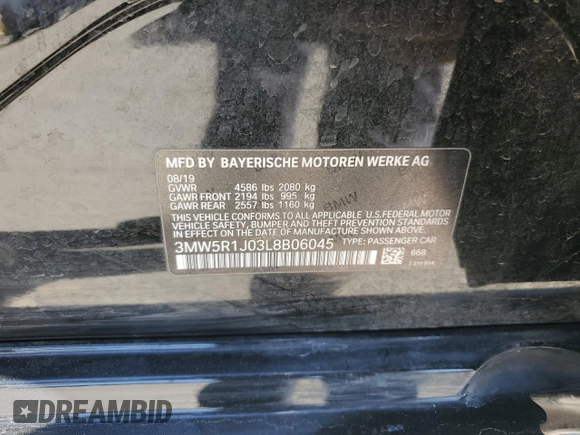 MFD BY BAYERISCHE MOTOREN WERKE AG
08/19
GVWR 4586 lbs 2080 kg
GAWR FRONT 2194 lbs 995 kg
GAWR REAR 2557 lbs 1160 kg
THIS VEHICLE CONFORMS TO ALL APPLICABLE U.S. FEDERAL MOTOR
VEHICLE SAFETY, BUMPER AND THEFT PREVENTION STANDARDS
IN EFFECT ON THE DATE OF MANUFACTURE SHOWN ABOVE.
3MW5R1J03L8B06045 TYPE: PASSENGER CAR
668
BMW
DREAMBID